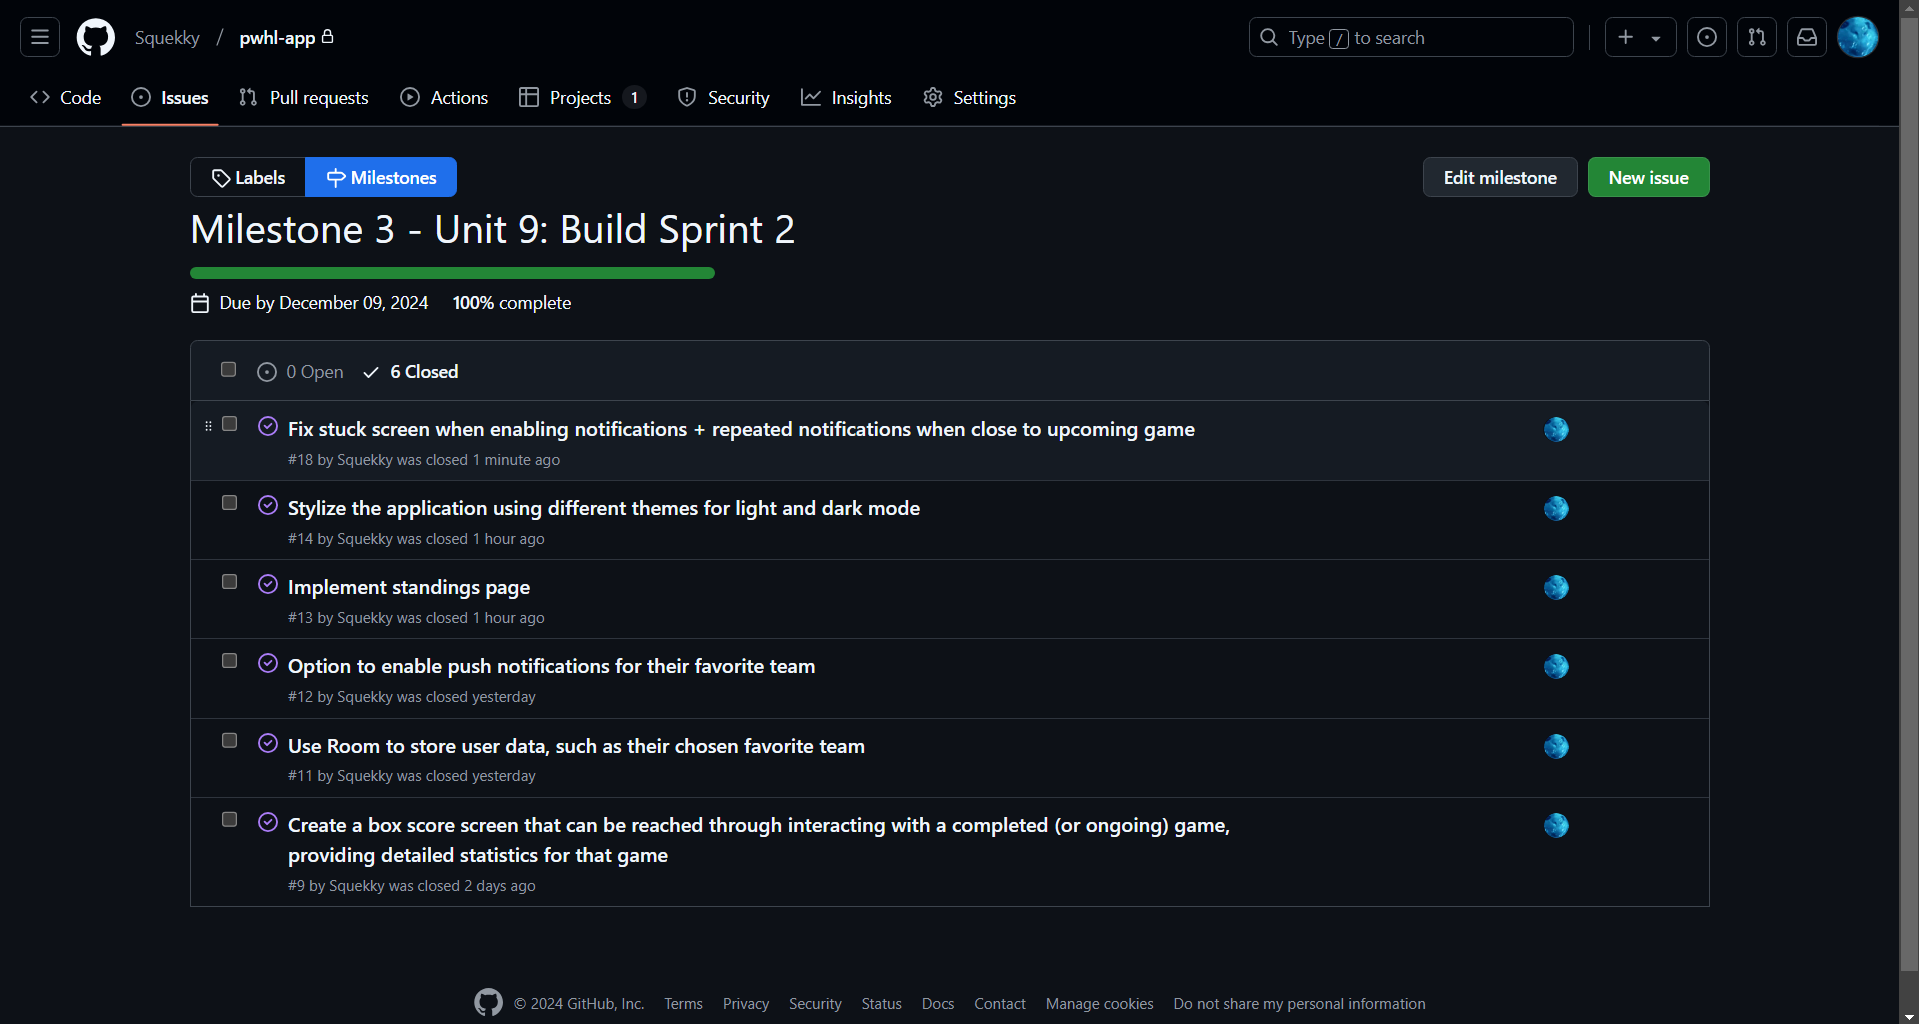 Squekky / pwhl-app
Type / to search
Code Issues Pull requests Actions Projects 1 Security Insights Settings
Labels Milestones
Edit milestone New issue
Milestone 3 - Unit 9: Build Sprint 2
Due by December 09, 2024 100% complete
0 Open 6 Closed
Fix stuck screen when enabling notifications + repeated notifications when close to upcoming game
#18 by Squekky was closed 1 minute ago
Stylize the application using different themes for light and dark mode
#14 by Squekky was closed 1 hour ago
Implement standings page
#13 by Squekky was closed 1 hour ago
Option to enable push notifications for their favorite team
#12 by Squekky was closed yesterday
Use Room to store user data, such as their chosen favorite team
#11 by Squekky was closed yesterday
Create a box score screen that can be reached through interacting with a completed (or ongoing) game,
providing detailed statistics for that game
#9 by Squekky was closed 2 days ago
© 2024 GitHub, Inc. Terms Privacy Security Status Docs Contact Manage cookies Do not share my personal information